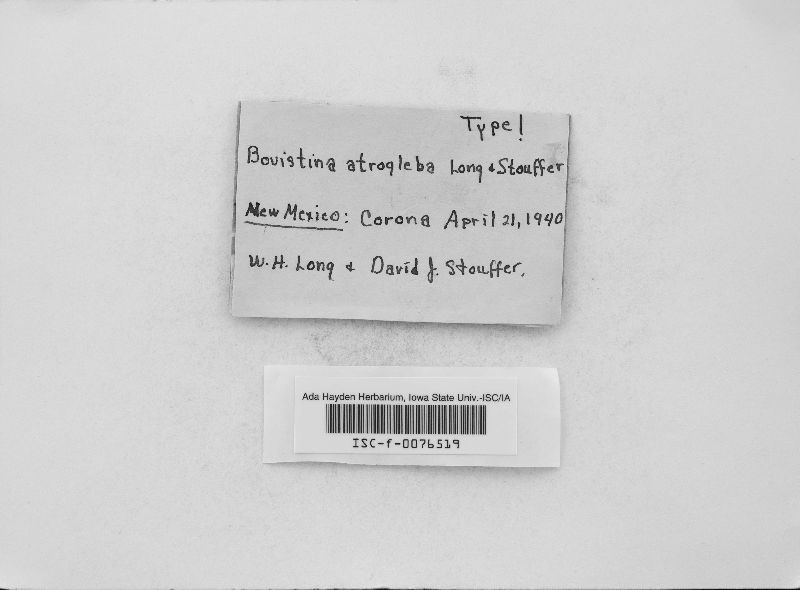 Type!
Bovistina atrogleba Long & Stouffer
New Mexico: Corona April 21, 1940
W. H. Long & David J. Stouffer.
Ada Hayden Herbarium, Iowa State Univ.-ISC/IA
ISC-f-0076519